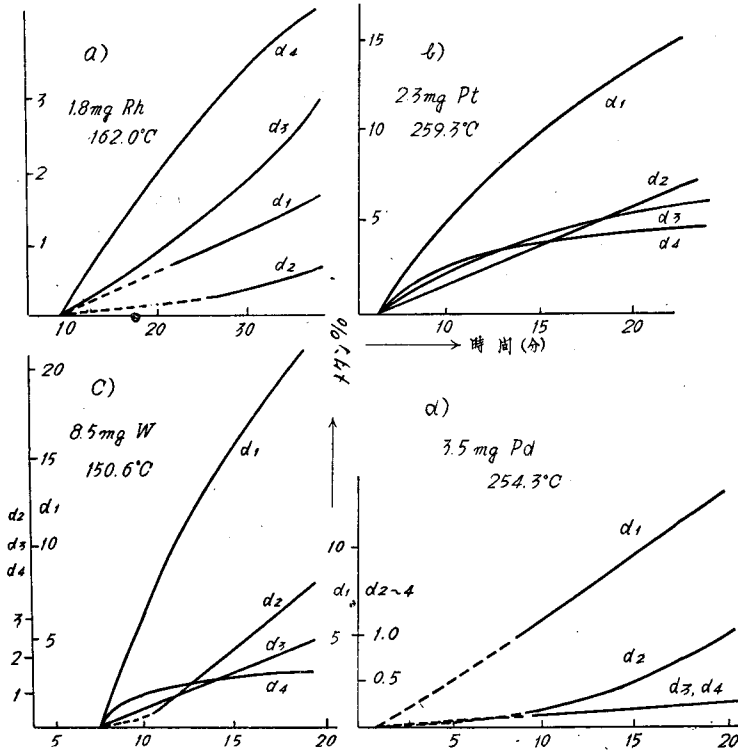 a)
1.8mg Rh
162.0°C
d4
d3
d1
d2
3
2
1
10 20 30
b)
2.3mg Pt
259.3°C
d1
d2
d3
d4
15
10
5
10 15 20
時間(分)
メタン%
C)
8.5mg W
150.6°C
d1
d2
d3
d4
20
15
10
5
d1
d2
d3
d4
3
2
1
5 10 15 20
d)
3.5mg Pd
254.3°C
d1
d2
d3, d4
10
5
d1, d2~4
1.0
0.5
5 10 15 20